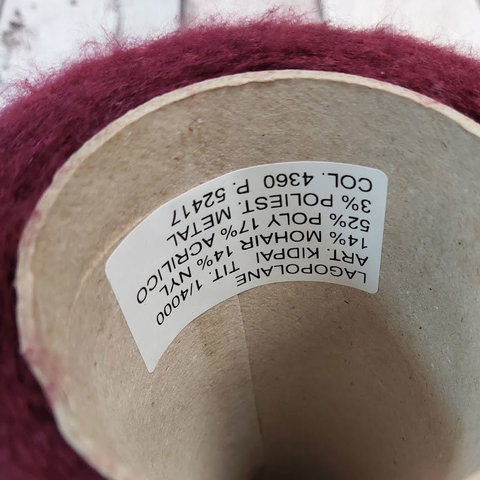 LAGOPOLANE
ART. KIDPAI TIT. 1/4000
14% MOHAIR 14% NYL
52% POLY 17% ACRILICO
3% POLIEST. METAL
COL. 4360 P. 52417